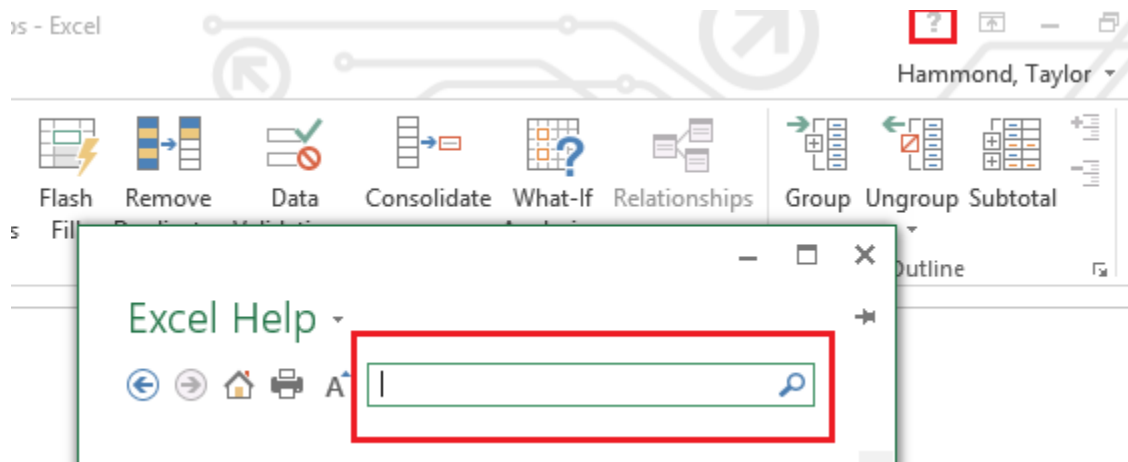 - Excel
?
Hammond, Taylor
Flash Remove Data Consolidate What-If Relationships Group Ungroup Subtotal
Fill
Outline
Excel Help
A